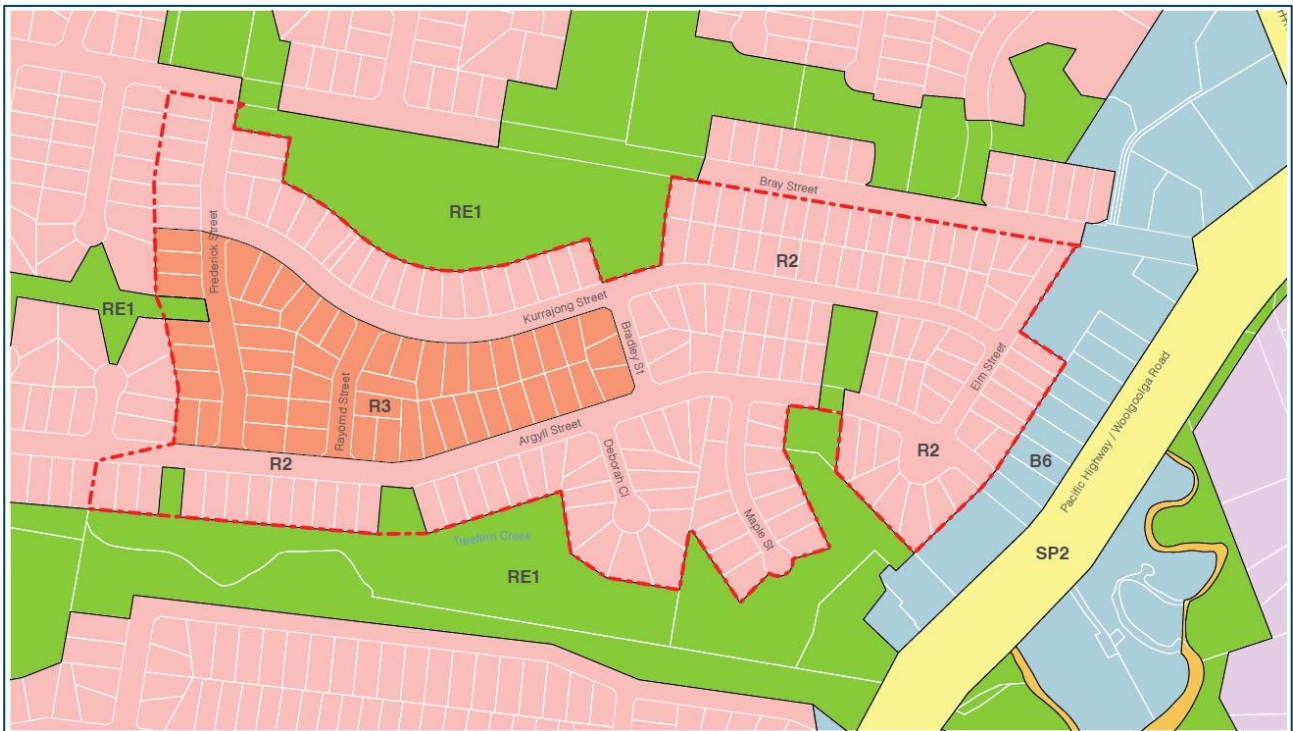 Bray Street
RE1
R2
Frederick Street
Kurrajong Street
RE1
Bradley St
Elm Street
Rayomd Street
R3
Argyll Street
R2
Deborah Cl
R2
B6
Pacific Highway / Woolgoolga Road
Maple St
Treefern Creek
SP2
RE1